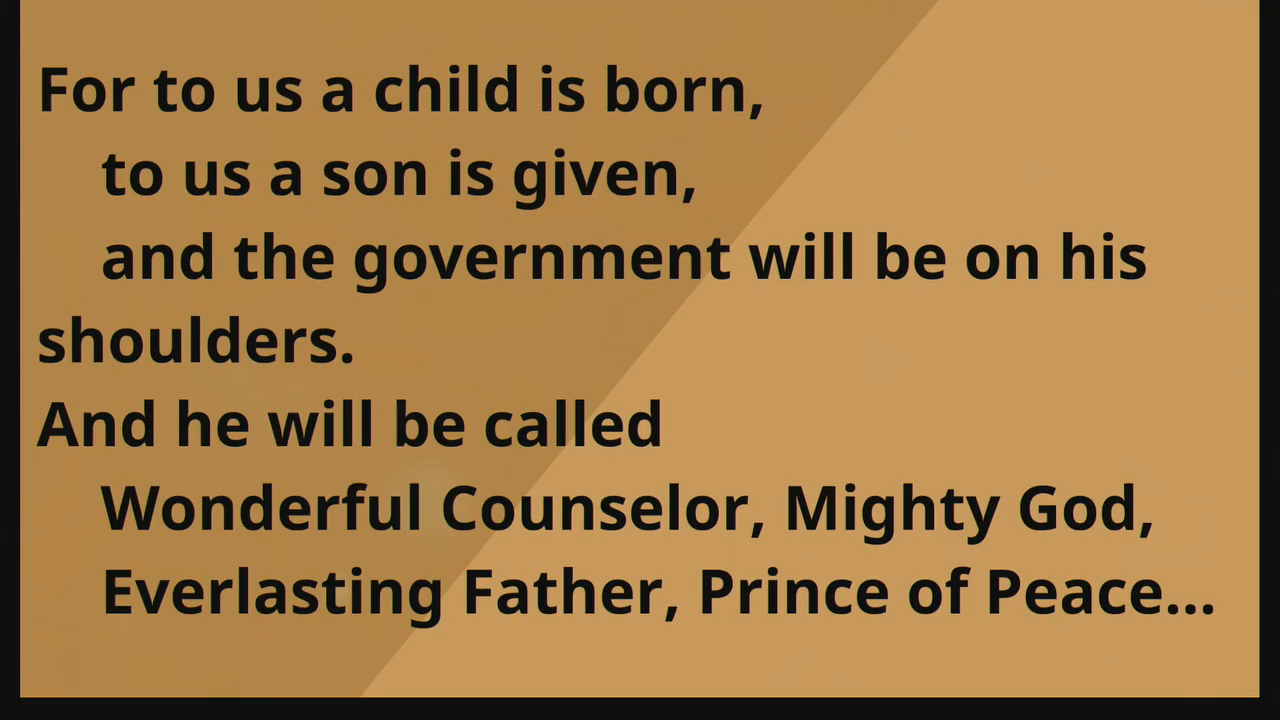 For to us a child is born,
to us a son is given,
and the government will be on his
shoulders.
And he will be called
Wonderful Counselor, Mighty God,
Everlasting Father, Prince of Peace...